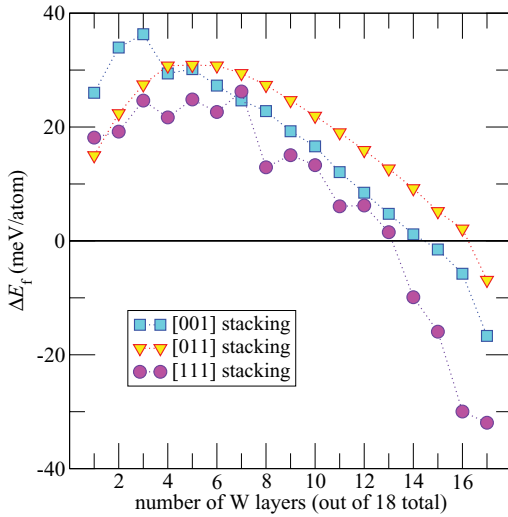 40
20
0
-20
-40
ΔE_f (meV/atom)
[001] stacking
[011] stacking
[111] stacking
2 4 6 8 10 12 14 16
number of W layers (out of 18 total)